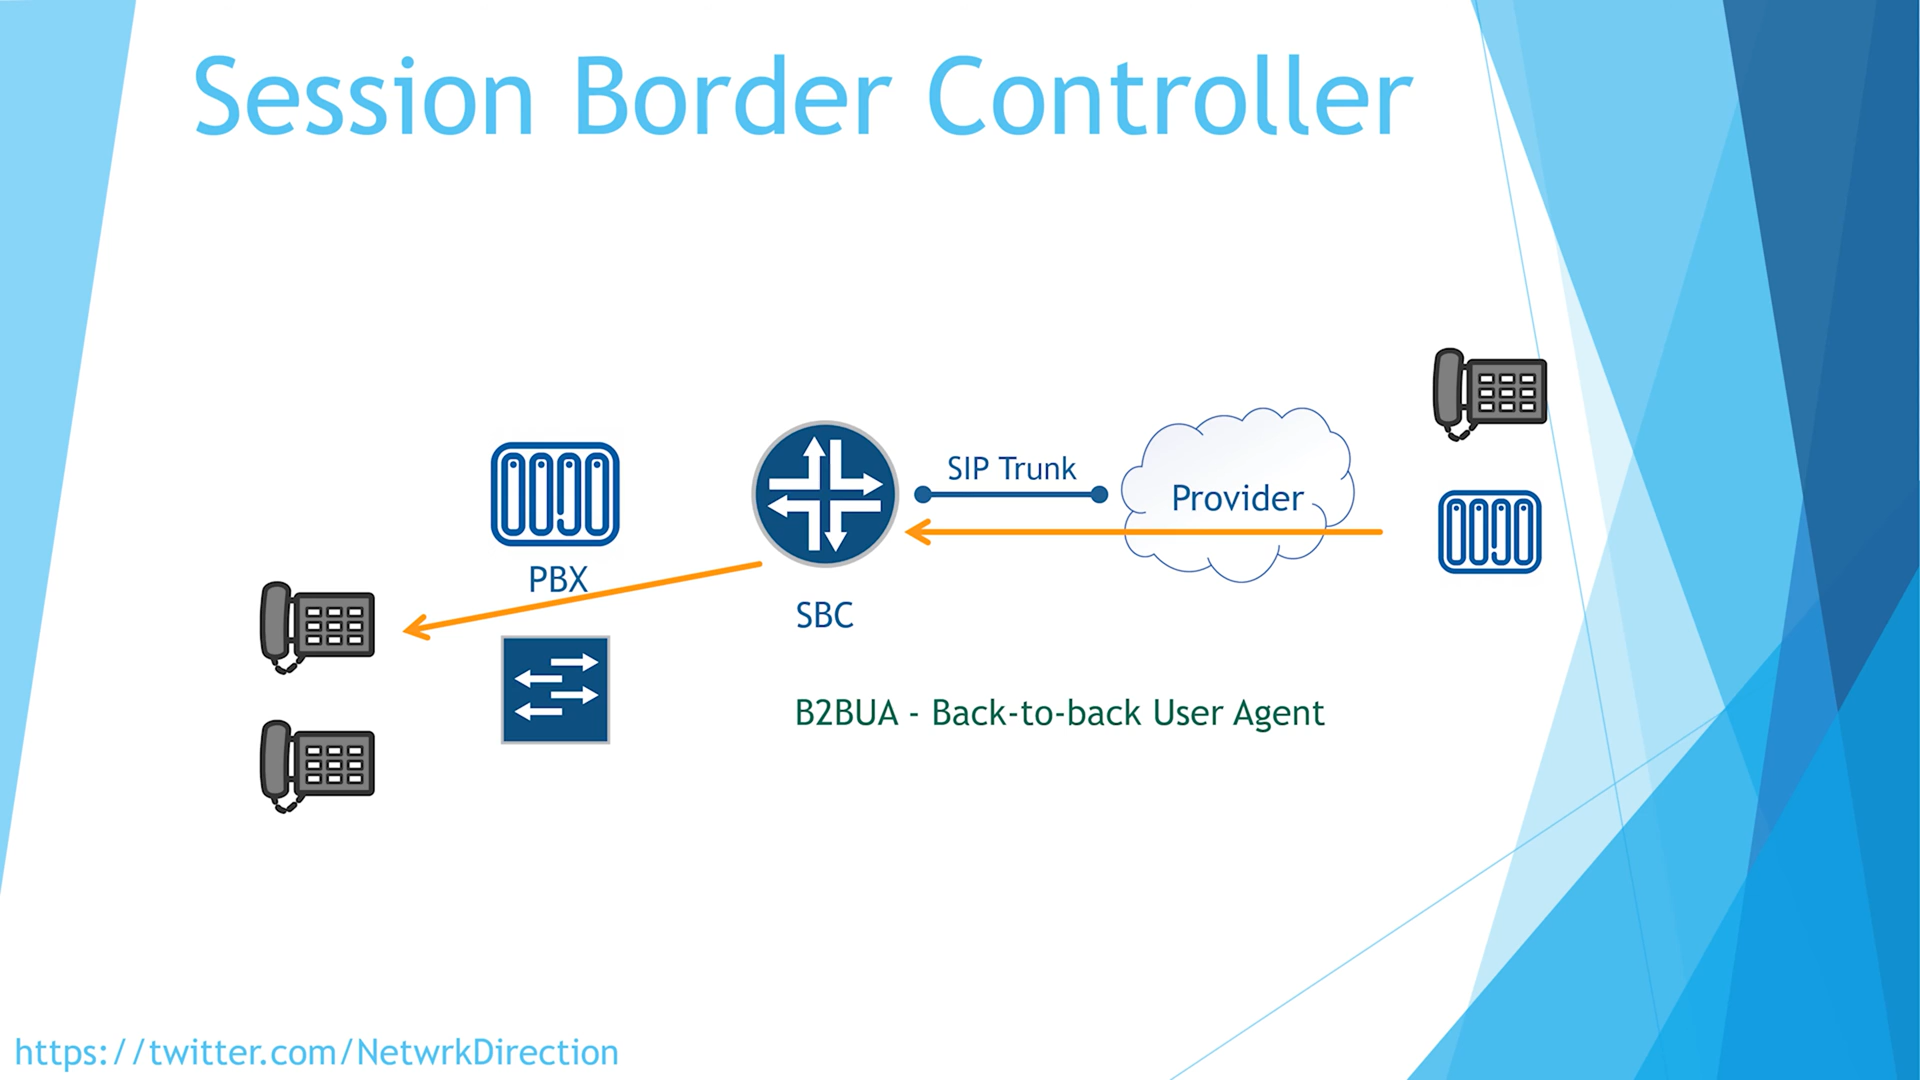 Session Border Controller
SIP Trunk
Provider
PBX
SBC
B2BUA - Back-to-back User Agent
https://twitter.com/NetwrkDirection